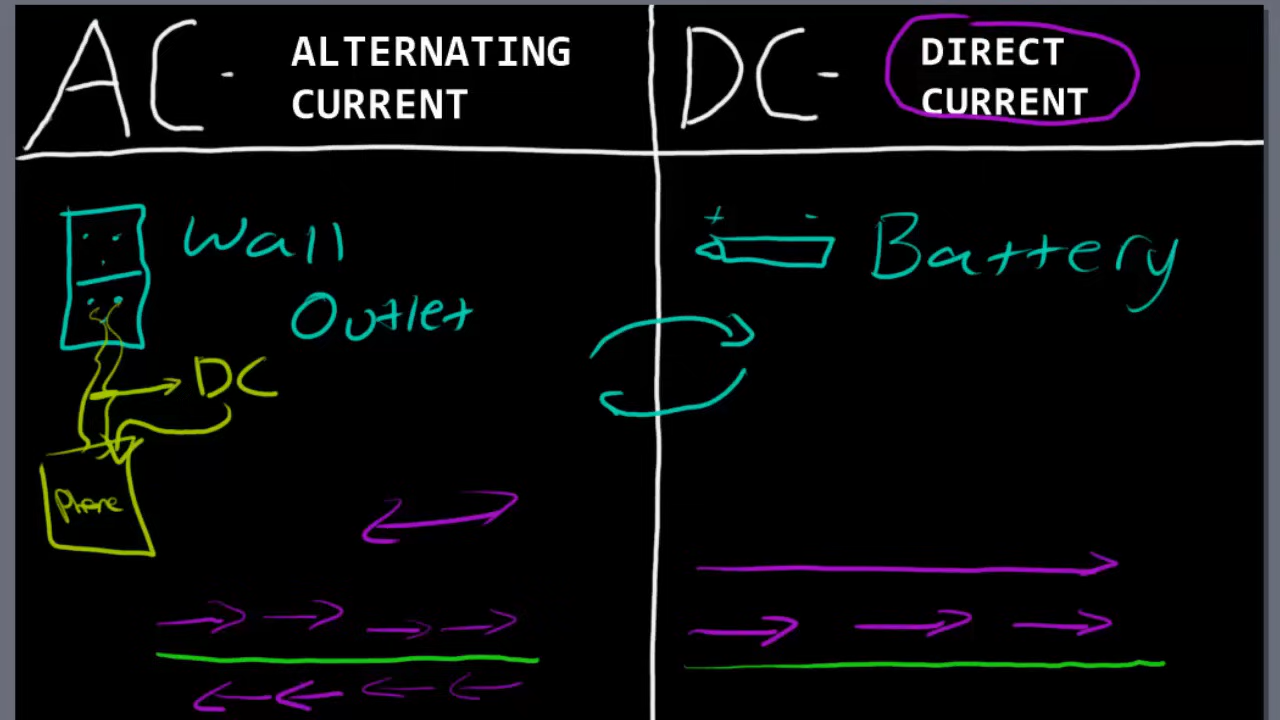 AC- ALTERNATING
CURRENT
DC- DIRECT
CURRENT
Wall
Outlet
DC
Phone
+ -
Battery